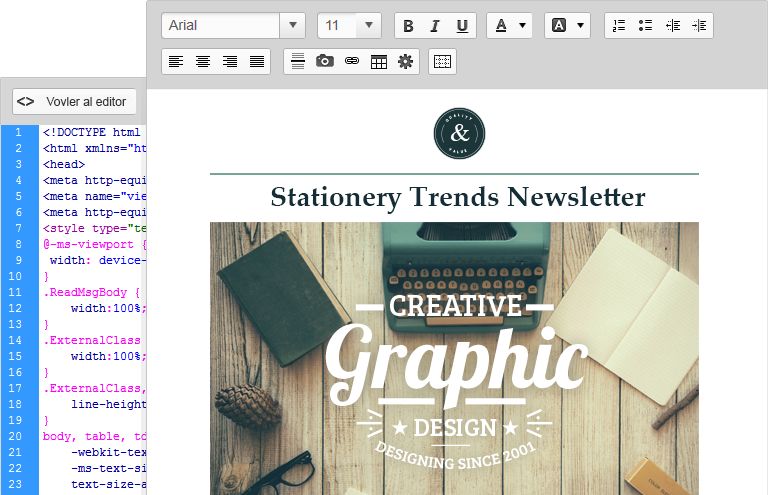 Arial
11
B I U A A
<> Vovler al editor
1 <!DOCTYPE html
2 <html xmlns="ht
3 <head>
4 <meta http-equi
5 <meta name="vie
6 <meta http-equi
7 <style type="te
8 @-ms-viewport {
9 width: device-
10 }
11 .ReadMsgBody {
12 width:100%;
13 }
14 .ExternalClass
15 width:100%;
16 }
17 .ExternalClass,
18 line-height
19 }
20 body, table, td
21 -webkit-tex
22 -ms-text-si
23 text-size-a
QUALITY
&
VALUE
Stationery Trends Newsletter
CREATIVE
Graphic
DESIGN
DESIGNING SINCE 2001